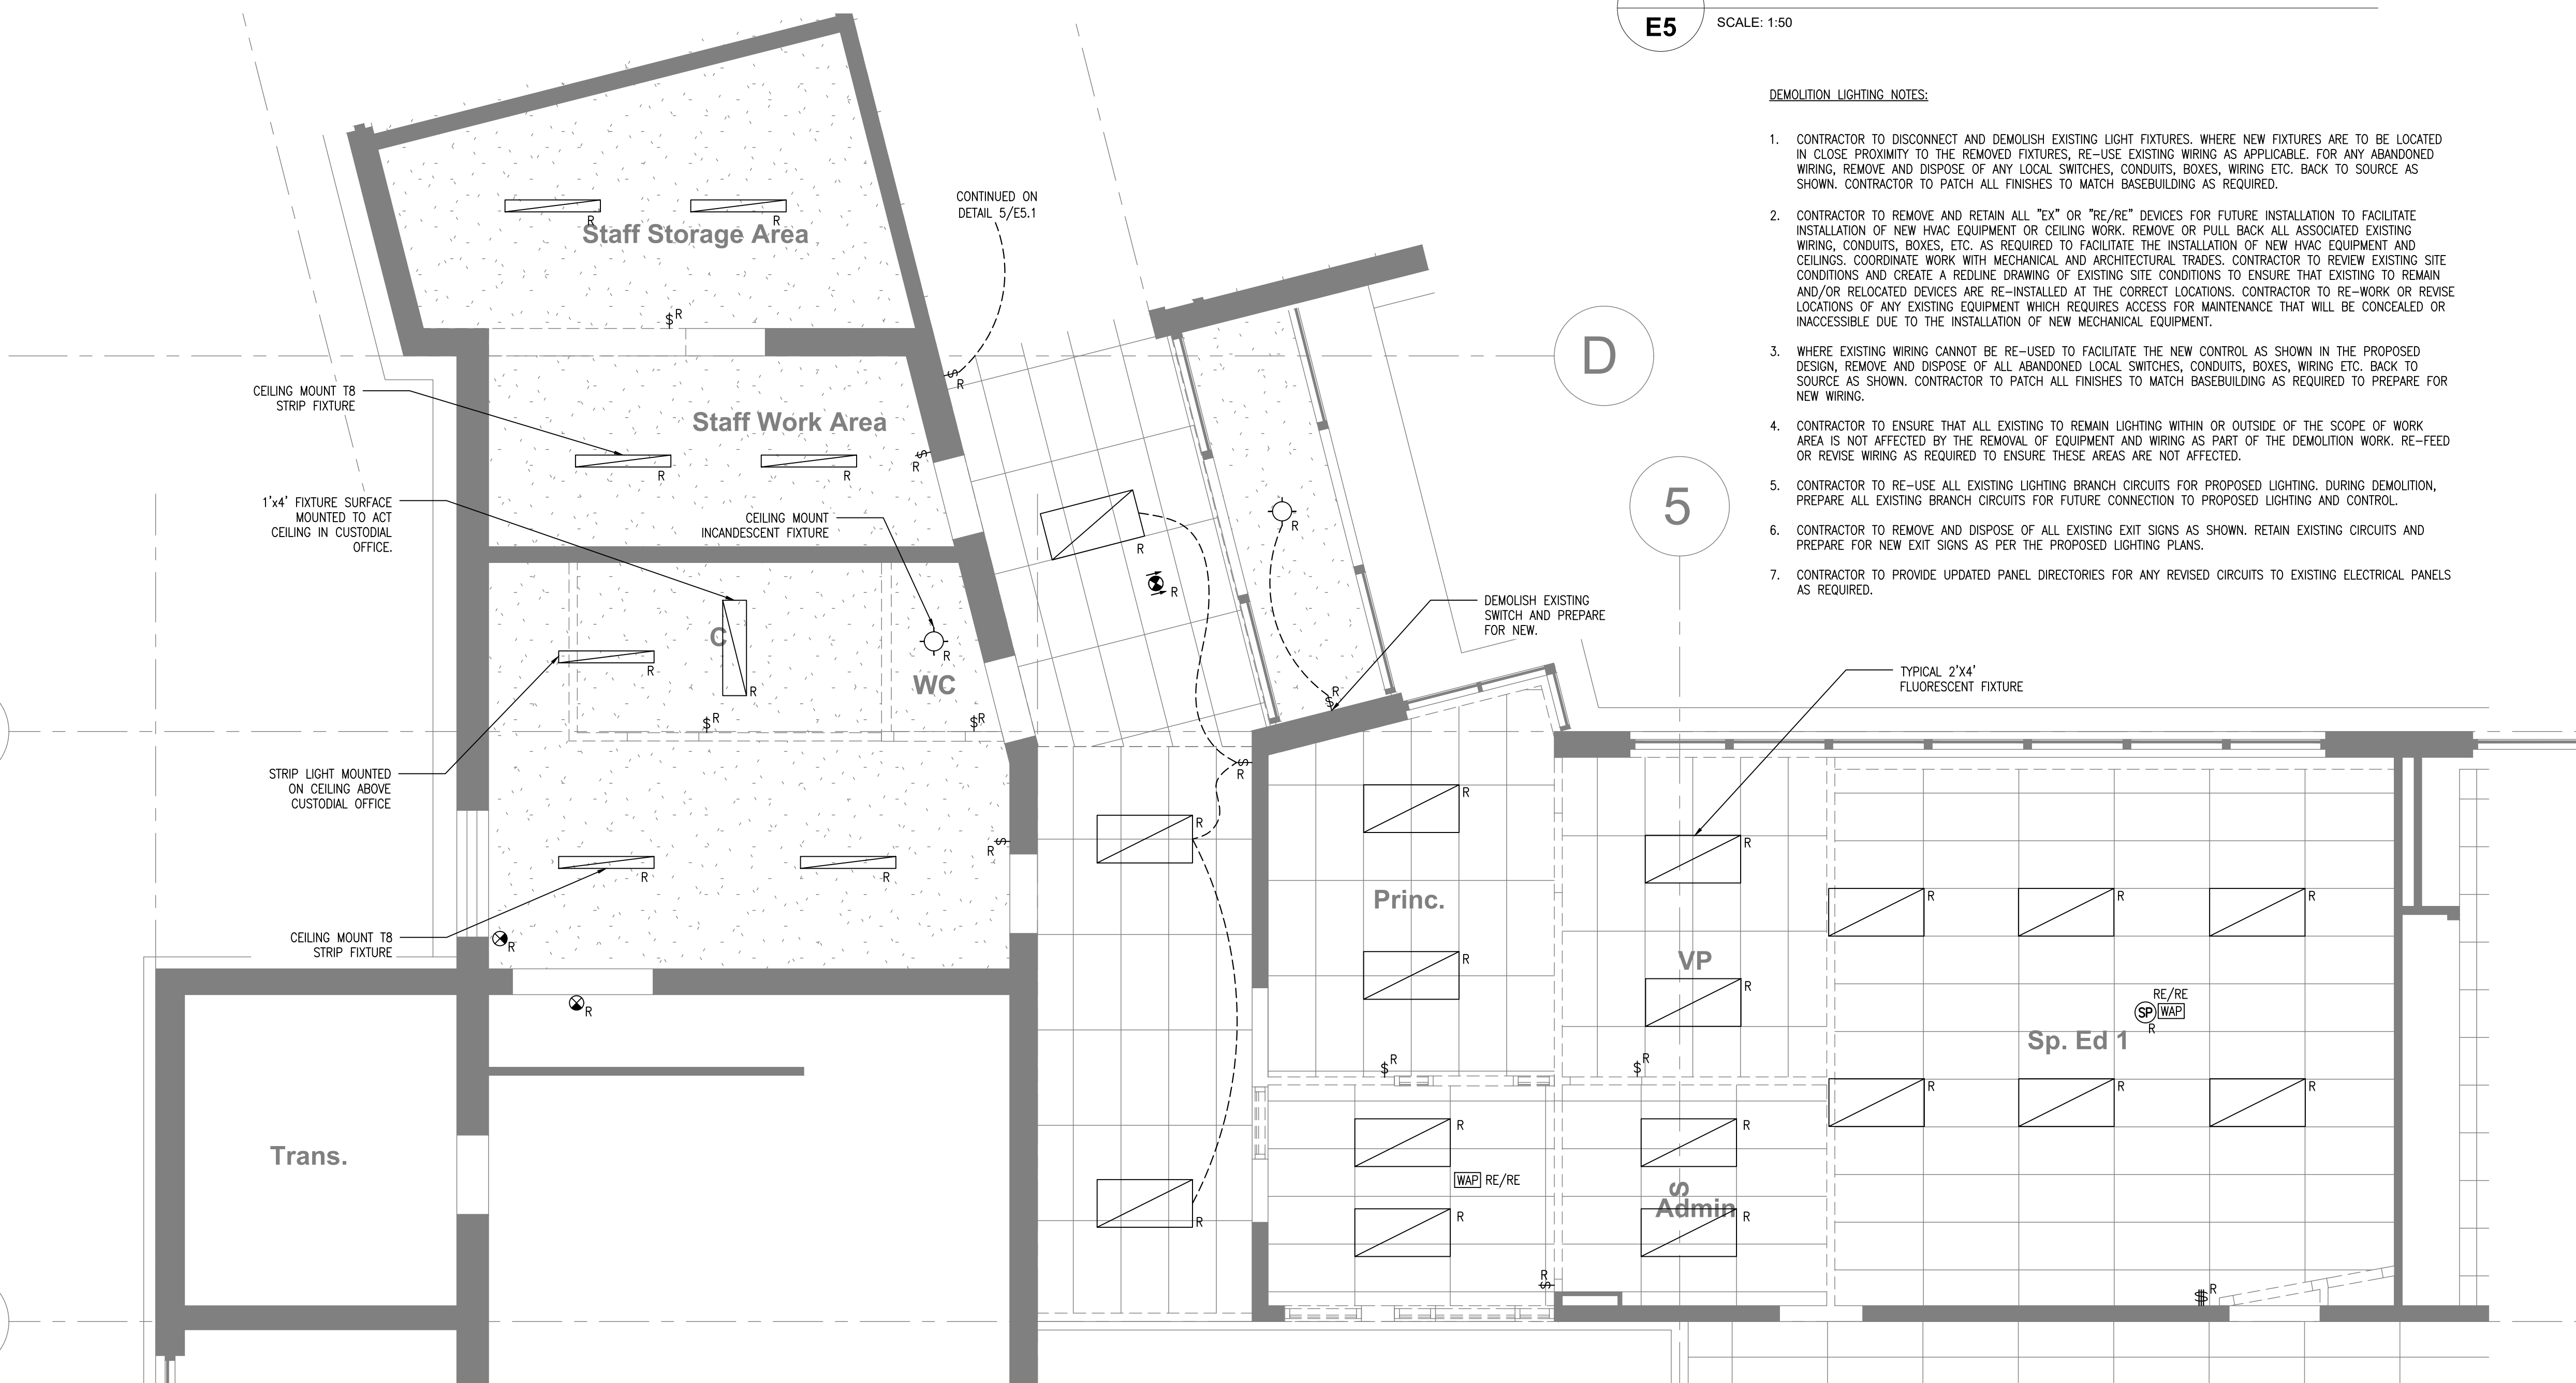 E5
SCALE: 1:50
DEMOLITION LIGHTING NOTES:
1. CONTRACTOR TO DISCONNECT AND DEMOLISH EXISTING LIGHT FIXTURES. WHERE NEW FIXTURES ARE TO BE LOCATED
IN CLOSE PROXIMITY TO THE REMOVED FIXTURES, RE-USE EXISTING WIRING AS APPLICABLE. FOR ANY ABANDONED
WIRING, REMOVE AND DISPOSE OF ANY LOCAL SWITCHES, CONDUITS, BOXES, WIRING ETC. BACK TO SOURCE AS
SHOWN. CONTRACTOR TO PATCH ALL FINISHES TO MATCH BASEBUILDING AS REQUIRED.
2. CONTRACTOR TO REMOVE AND RETAIN ALL "EX" OR "RE/RE" DEVICES FOR FUTURE INSTALLATION TO FACILITATE
INSTALLATION OF NEW HVAC EQUIPMENT OR CEILING WORK. REMOVE OR PULL BACK ALL ASSOCIATED EXISTING
WIRING, CONDUITS, BOXES, ETC. AS REQUIRED TO FACILITATE THE INSTALLATION OF NEW HVAC EQUIPMENT AND
CEILINGS. COORDINATE WORK WITH MECHANICAL AND ARCHITECTURAL TRADES. CONTRACTOR TO REVIEW EXISTING SITE
CONDITIONS AND CREATE A REDLINE DRAWING OF EXISTING SITE CONDITIONS TO ENSURE THAT EXISTING TO REMAIN
AND/OR RELOCATED DEVICES ARE RE-INSTALLED AT THE CORRECT LOCATIONS. CONTRACTOR TO RE-WORK OR REVISE
LOCATIONS OF ANY EXISTING EQUIPMENT WHICH REQUIRES ACCESS FOR MAINTENANCE THAT WILL BE CONCEALED OR
INACCESSIBLE DUE TO THE INSTALLATION OF NEW MECHANICAL EQUIPMENT.
3. WHERE EXISTING WIRING CANNOT BE RE-USED TO FACILITATE THE NEW CONTROL AS SHOWN IN THE PROPOSED
DESIGN, REMOVE AND DISPOSE OF ALL ABANDONED LOCAL SWITCHES, CONDUITS, BOXES, WIRING ETC. BACK TO
SOURCE AS SHOWN. CONTRACTOR TO PATCH ALL FINISHES TO MATCH BASEBUILDING AS REQUIRED TO PREPARE FOR
NEW WIRING.
4. CONTRACTOR TO ENSURE THAT ALL EXISTING TO REMAIN LIGHTING WITHIN OR OUTSIDE OF THE SCOPE OF WORK
AREA IS NOT AFFECTED BY THE REMOVAL OF EQUIPMENT AND WIRING AS PART OF THE DEMOLITION WORK. RE-FEED
OR REVISE WIRING AS REQUIRED TO ENSURE THESE AREAS ARE NOT AFFECTED.
5. CONTRACTOR TO RE-USE ALL EXISTING LIGHTING BRANCH CIRCUITS FOR PROPOSED LIGHTING. DURING DEMOLITION,
PREPARE ALL EXISTING BRANCH CIRCUITS FOR FUTURE CONNECTION TO PROPOSED LIGHTING AND CONTROL.
6. CONTRACTOR TO REMOVE AND DISPOSE OF ALL EXISTING EXIT SIGNS AS SHOWN. RETAIN EXISTING CIRCUITS AND
PREPARE FOR NEW EXIT SIGNS AS PER THE PROPOSED LIGHTING PLANS.
7. CONTRACTOR TO PROVIDE UPDATED PANEL DIRECTORIES FOR ANY REVISED CIRCUITS TO EXISTING ELECTRICAL PANELS
AS REQUIRED.
CONTINUED ON
DETAIL 5/E5.1
R
R
Staff Storage Area
$R
D
$
R
CEILING MOUNT T8
STRIP FIXTURE
Staff Work Area
$
R
R
R
1'x4' FIXTURE SURFACE
MOUNTED TO ACT
CEILING IN CUSTODIAL
OFFICE.
CEILING MOUNT
INCANDESCENT FIXTURE
R
R
R
5
DEMOLISH EXISTING
SWITCH AND PREPARE
FOR NEW.
C
R
R
R
WC
$R
$R
$R
TYPICAL 2'X4'
FLUORESCENT FIXTURE
STRIP LIGHT MOUNTED
ON CEILING ABOVE
CUSTODIAL OFFICE
$
R
R
R
R
R $
R
R
Princ.
R
R
R
CEILING MOUNT T8
STRIP FIXTURE
R
R
R
VP
R
RE/RE
SP WAP
R
Sp. Ed 1
$R
$R
R
R
R
Trans.
R
R
WAP RE/RE
S
Admin
R
R
R
R
$
$R